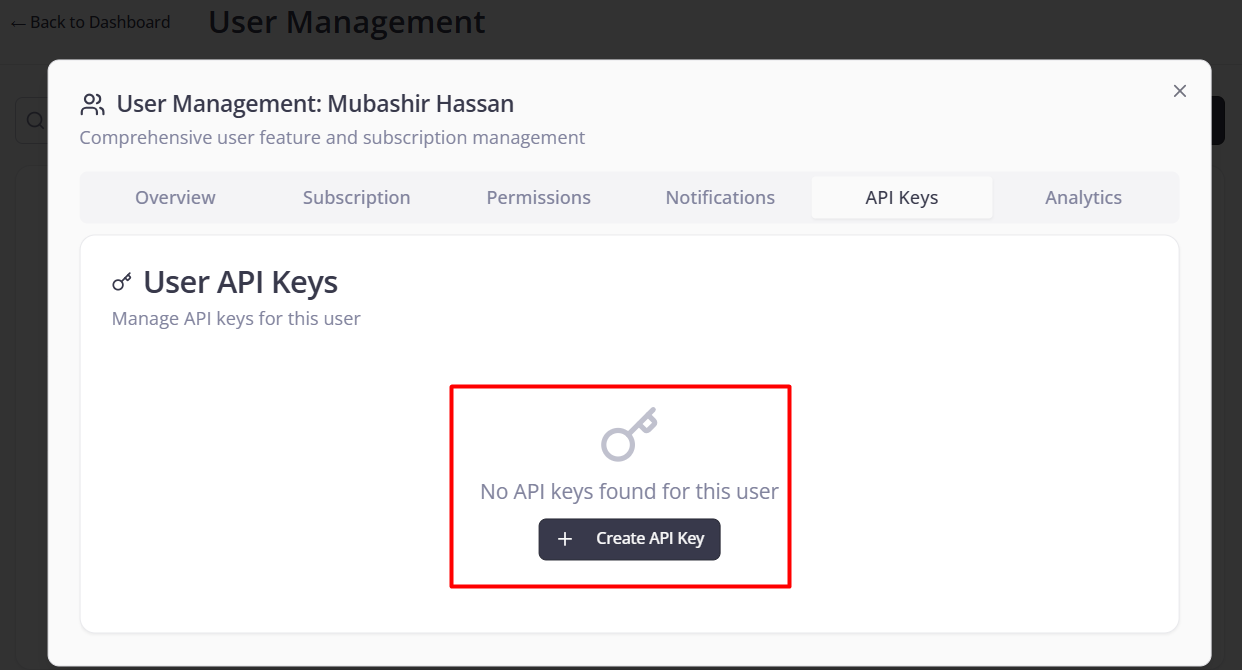 ← Back to Dashboard
User Management
User Management: Mubashir Hassan
Comprehensive user feature and subscription management
Overview
Subscription
Permissions
Notifications
API Keys
Analytics
User API Keys
Manage API keys for this user
No API keys found for this user
+ Create API Key